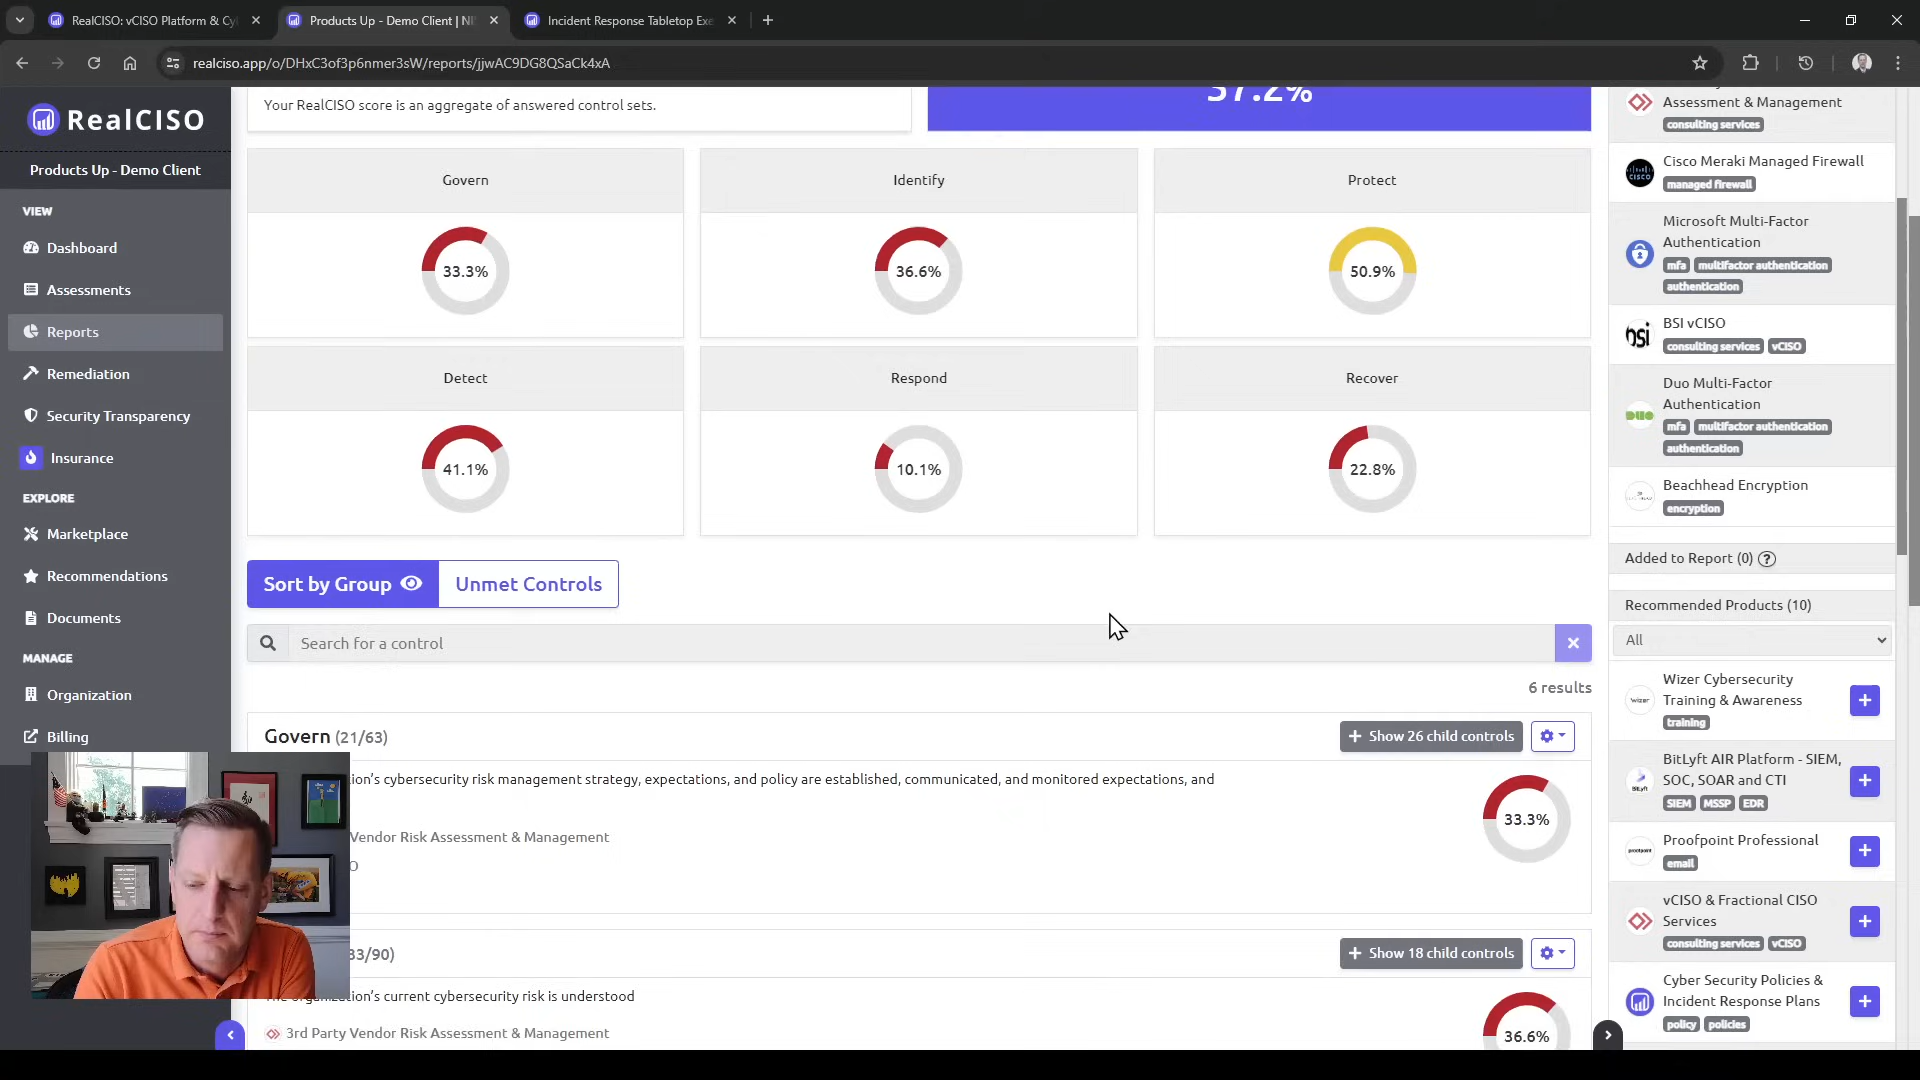 RealCISO: vCISO Platform & Cy
Products Up - Demo Client | NI
Incident Response Tabletop Exe
realciso.app/o/DHxC3of3p6nmer3sW/reports/jjwAC9DG8QSaCk4xA
RealCISO
Products Up - Demo Client
VIEW
Dashboard
Assessments
Reports
Remediation
Security Transparency
Insurance
EXPLORE
Marketplace
Recommendations
Documents
MANAGE
Organization
Billing
Your RealCISO score is an aggregate of answered control sets.
37.2%
Govern
33.3%
Identify
36.6%
Protect
50.9%
Detect
41.1%
Respond
10.1%
Recover
22.8%
Sort by Group
Unmet Controls
Search for a control
6 results
Govern (21/63)
Show 26 child controls
ion's cybersecurity risk management strategy, expectations, and policy are established, communicated, and monitored expectations, and
33.3%
Vendor Risk Assessment & Management
O
33/90)
Show 18 child controls
organization's current cybersecurity risk is understood
3rd Party Vendor Risk Assessment & Management
36.6%
Assessment & Management
consulting services
Cisco Meraki Managed Firewall
managed firewall
Microsoft Multi-Factor
Authentication
mfa multifactor authentication
authentication
bsi
BSI vCISO
consulting services vCISO
Duo Multi-Factor
Authentication
mfa multifactor authentication
authentication
Beachhead Encryption
encryption
Added to Report (0)
Recommended Products (10)
All
Wizer Cybersecurity
Training & Awareness
training
BitLyft AIR Platform - SIEM,
SOC, SOAR and CTI
SIEM MSSP EDR
Proofpoint Professional
email
vCISO & Fractional CISO
Services
consulting services vCISO
Cyber Security Policies &
Incident Response Plans
policy policies